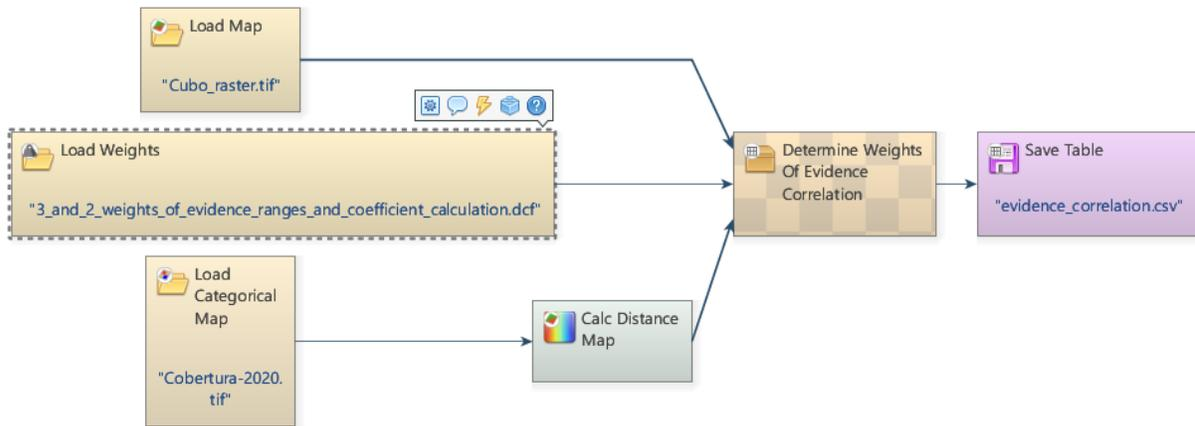 Load Map
"Cubo_raster.tif"
Load Weights
"3_and_2_weights_of_evidence_ranges_and_coefficient_calculation.dcf"
Load
Categorical
Map
"Cobertura-2020.
tif"
Calc Distance
Map
Determine Weights
Of Evidence
Correlation
Save Table
"evidence_correlation.csv"